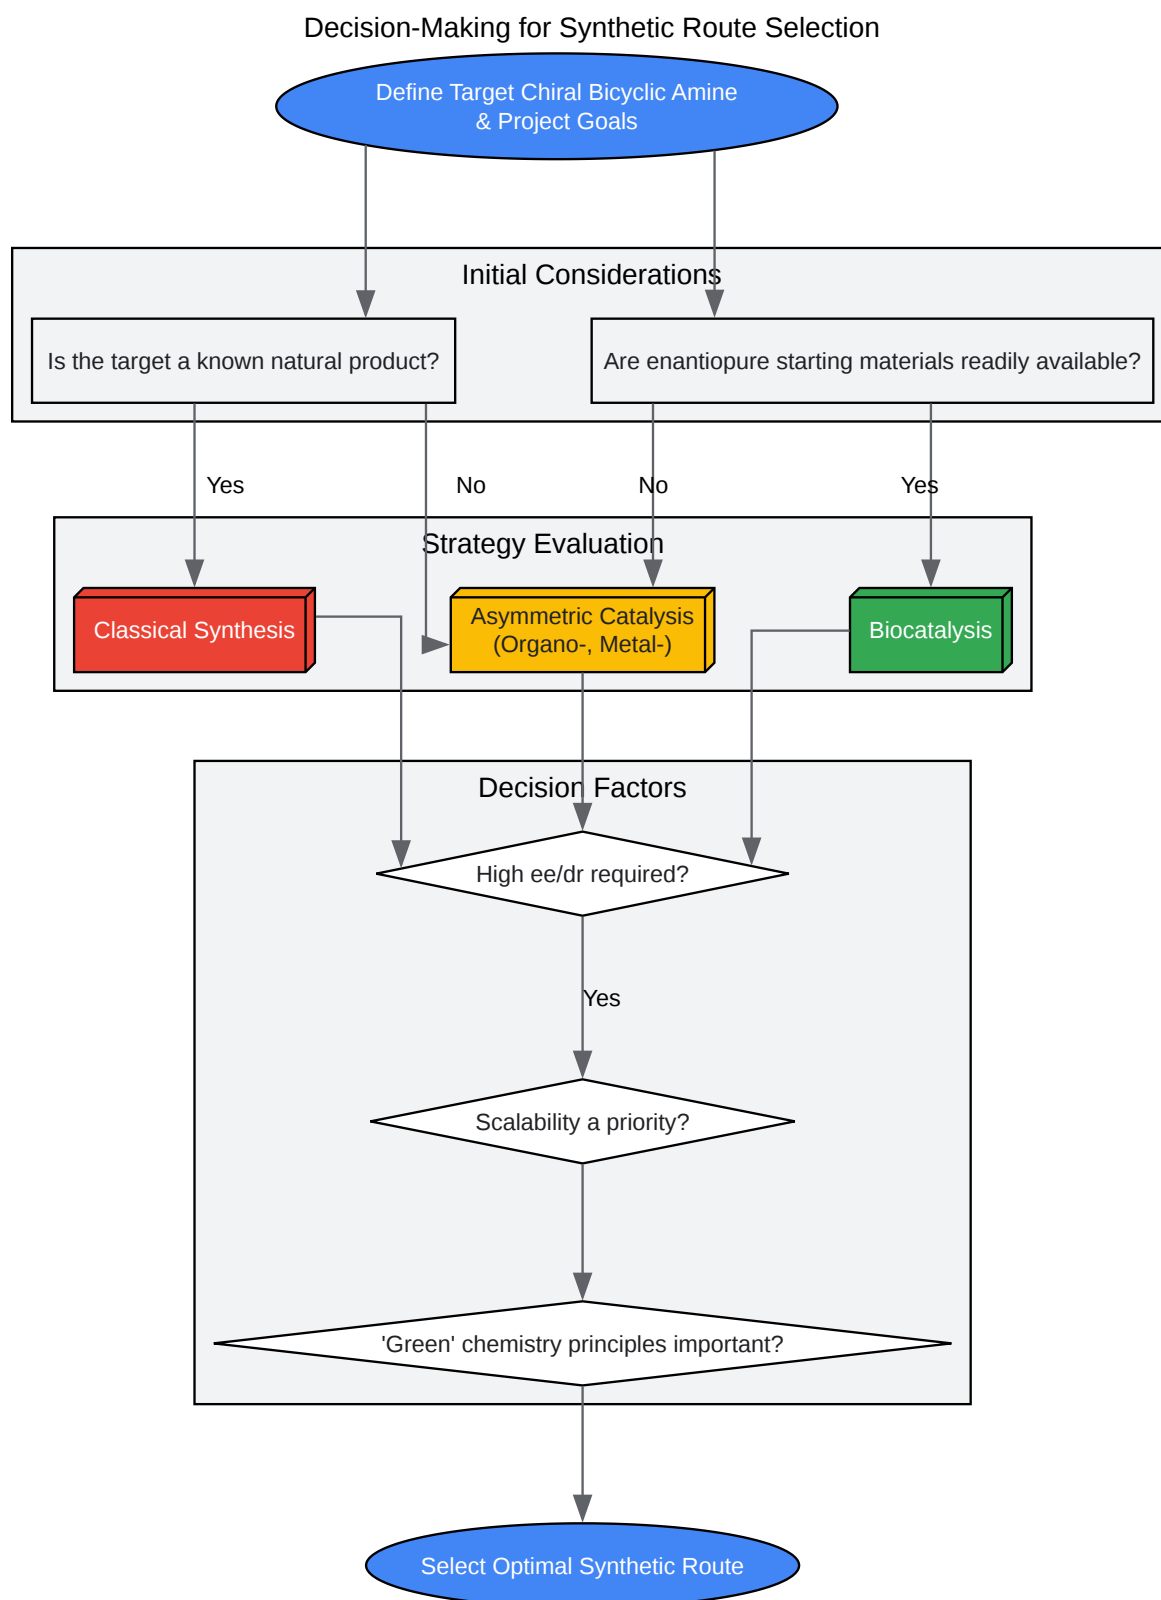 Decision-Making for Synthetic Route Selection
Define Target Chiral Bicyclic Amine
& Project Goals
Initial Considerations
Is the target a known natural product?
Are enantiopure starting materials readily available?
Yes
No
No
Yes
Strategy Evaluation
Classical Synthesis
Asymmetric Catalysis
(Organo-, Metal-)
Biocatalysis
Decision Factors
High ee/dr required?
Yes
Scalability a priority?
'Green' chemistry principles important?
Select Optimal Synthetic Route